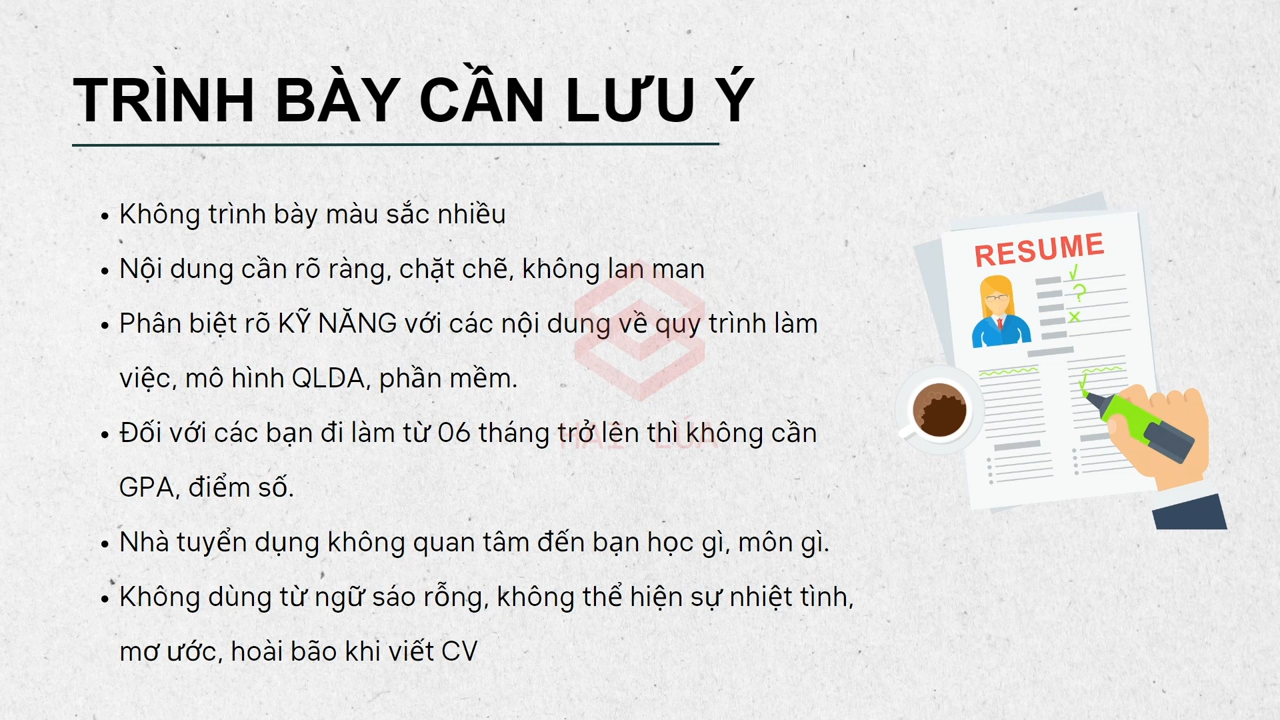 TRÌNH BÀY CẦN LƯU Ý
• Không trình bày màu sắc nhiều
• Nội dung cần rõ ràng, chặt chẽ, không lan man
• Phân biệt rõ KỸ NĂNG với các nội dung về quy trình làm
việc, mô hình QLDA, phần mềm.
• Đối với các bạn đi làm từ 06 tháng trở lên thì không cần
GPA, điểm số.
• Nhà tuyển dụng không quan tâm đến bạn học gì, môn gì.
• Không dùng từ ngữ sáo rỗng, không thể hiện sự nhiệt tình,
mơ ước, hoài bão khi viết CV
RESUME
HAI LÚA